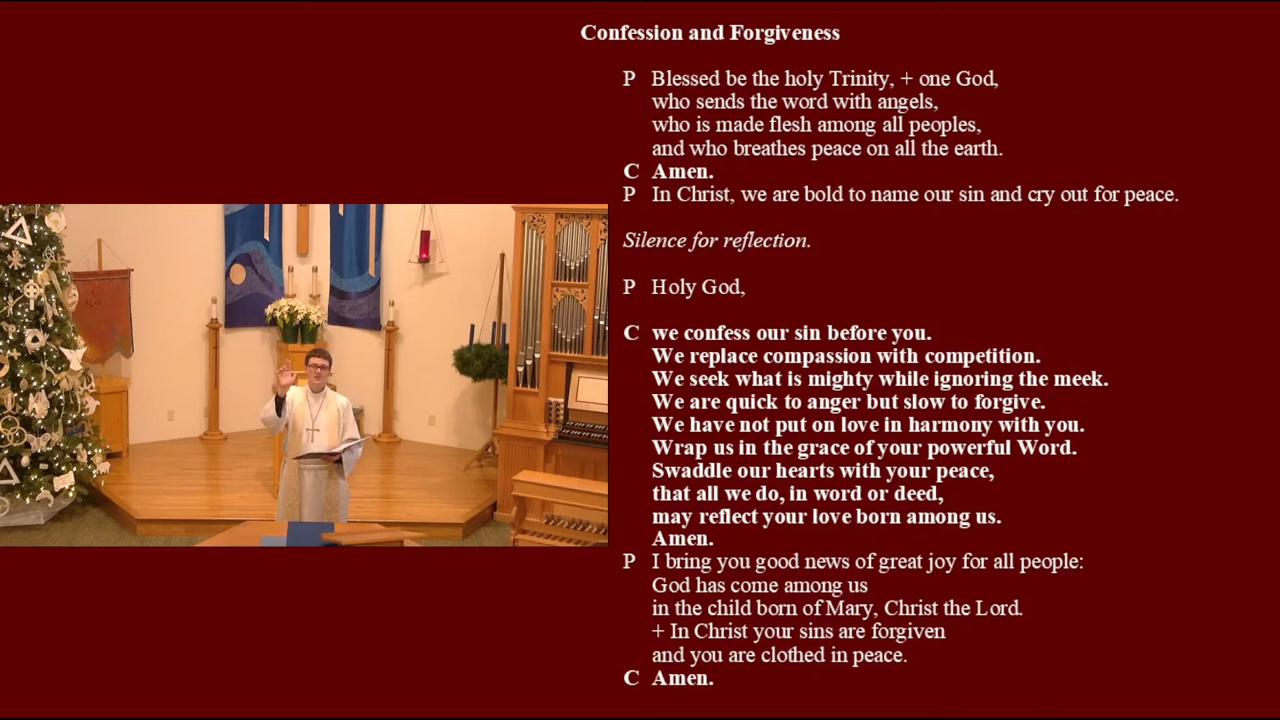 Confession and Forgiveness
P Blessed be the holy Trinity, + one God,
who sends the word with angels,
who is made flesh among all peoples,
and who breathes peace on all the earth.
C Amen.
P In Christ, we are bold to name our sin and cry out for peace.
Silence for reflection.
P Holy God,
C we confess our sin before you.
We replace compassion with competition.
We seek what is mighty while ignoring the meek.
We are quick to anger but slow to forgive.
We have not put on love in harmony with you.
Wrap us in the grace of your powerful Word.
Swaddle our hearts with your peace,
that all we do, in word or deed,
may reflect your love born among us.
Amen.
P I bring you good news of great joy for all people:
God has come among us
in the child born of Mary, Christ the Lord.
+ In Christ your sins are forgiven
and you are clothed in peace.
C Amen.